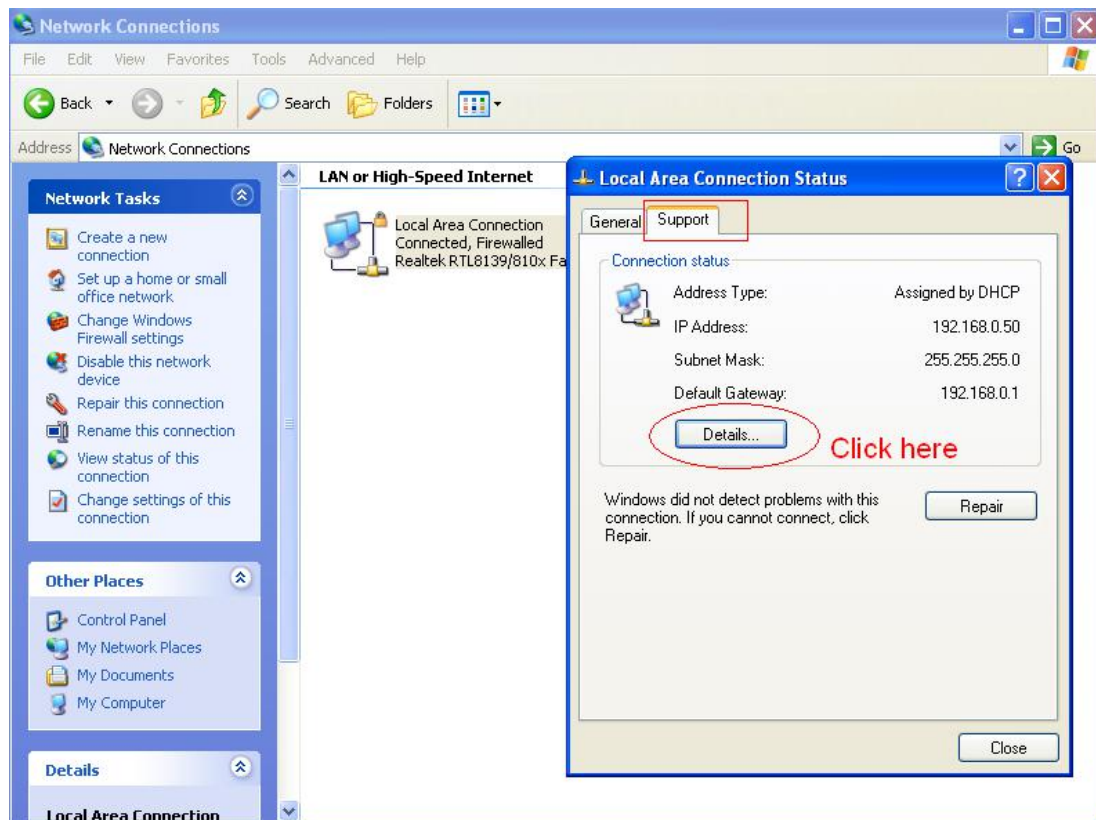 Network Connections
File Edit View Favorites Tools Advanced Help
Back Search Folders
Address Network Connections Go
Network Tasks
Create a new
connection
Set up a home or small
office network
Change Windows
Firewall settings
Disable this network
device
Repair this connection
Rename this connection
View status of this
connection
Change settings of this
connection
Other Places
Control Panel
My Network Places
My Documents
My Computer
Details
Local Area Connection
LAN or High-Speed Internet
Local Area Connection
Connected, Firewalled
Realtek RTL8139/810x Fa
Local Area Connection Status
General Support
Connection status
Address Type: Assigned by DHCP
IP Address: 192.168.0.50
Subnet Mask: 255.255.255.0
Default Gateway: 192.168.0.1
Details...
Click here
Windows did not detect problems with this
connection. If you cannot connect, click
Repair.
Repair
Close